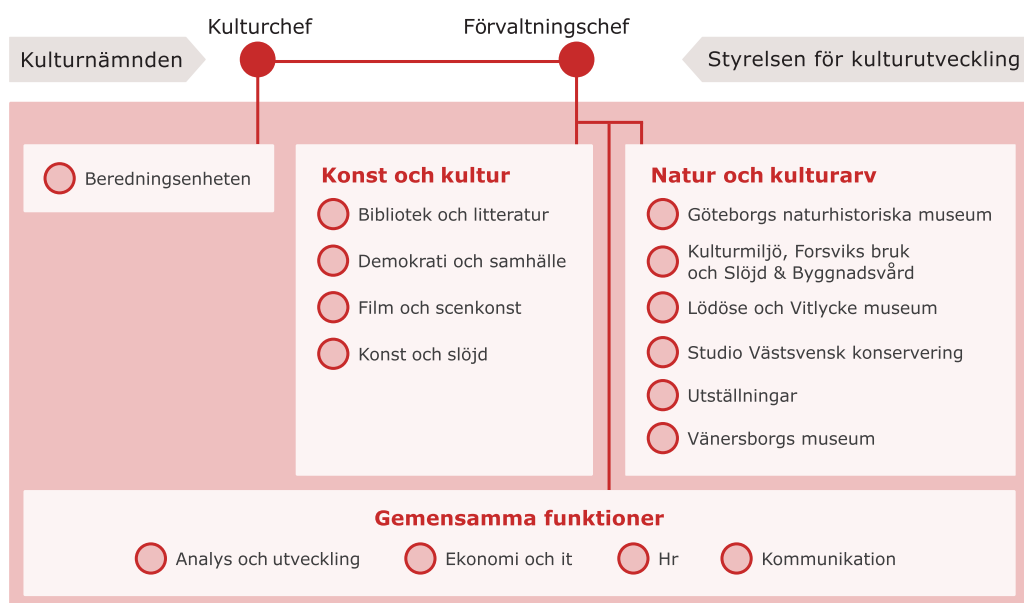 Kulturchef
Förvaltningschef
Kulturnämnden
Styrelsen för kulturutveckling
Beredningsenheten
Konst och kultur
Bibliotek och litteratur
Demokrati och samhälle
Film och scenkonst
Konst och slöjd
Natur och kulturarv
Göteborgs naturhistoriska museum
Kulturmiljö, Forsviks bruk
och Slöjd & Byggnadsvård
Lödöse och Vitlycke museum
Studio Västsvensk konservering
Utställningar
Vänersborgs museum
Gemensamma funktioner
Analys och utveckling
Ekonomi och it
Hr
Kommunikation